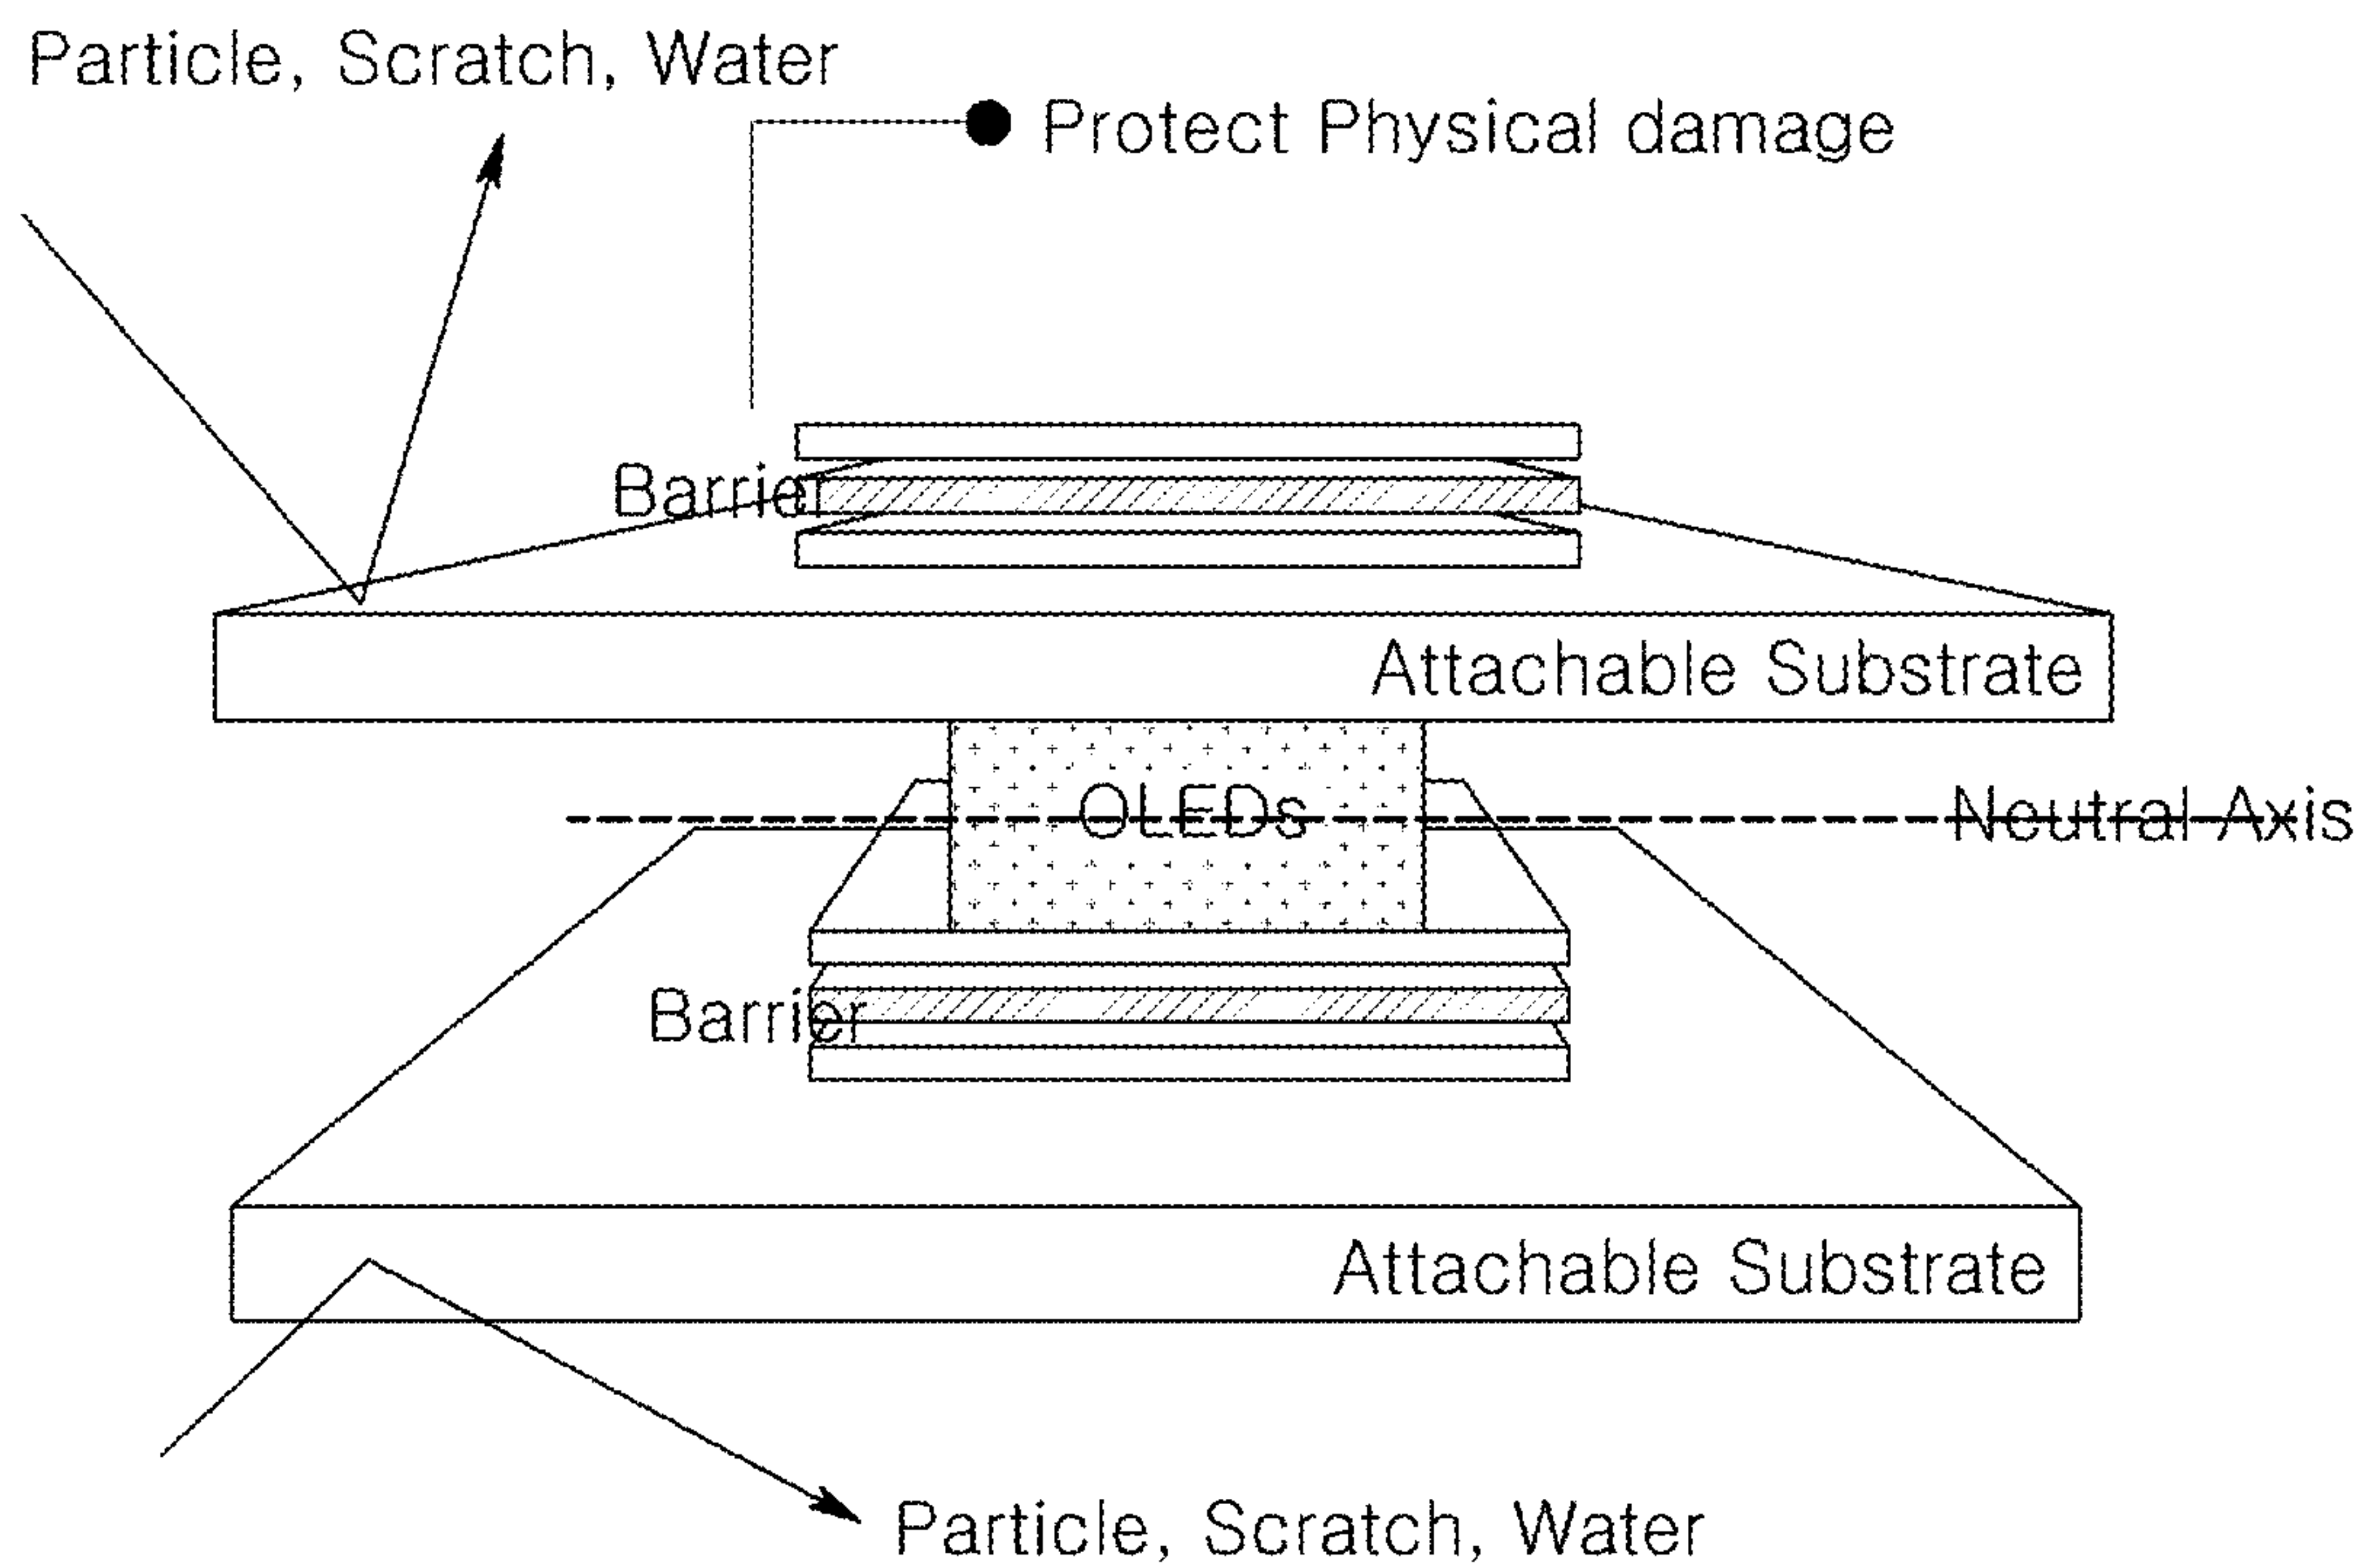 Particle, Scratch, Water
Protect Physical damage
Barrier
Attachable Substrate
OLEDs
Neutral Axis
Barrier
Attachable Substrate
Particle, Scratch, Water